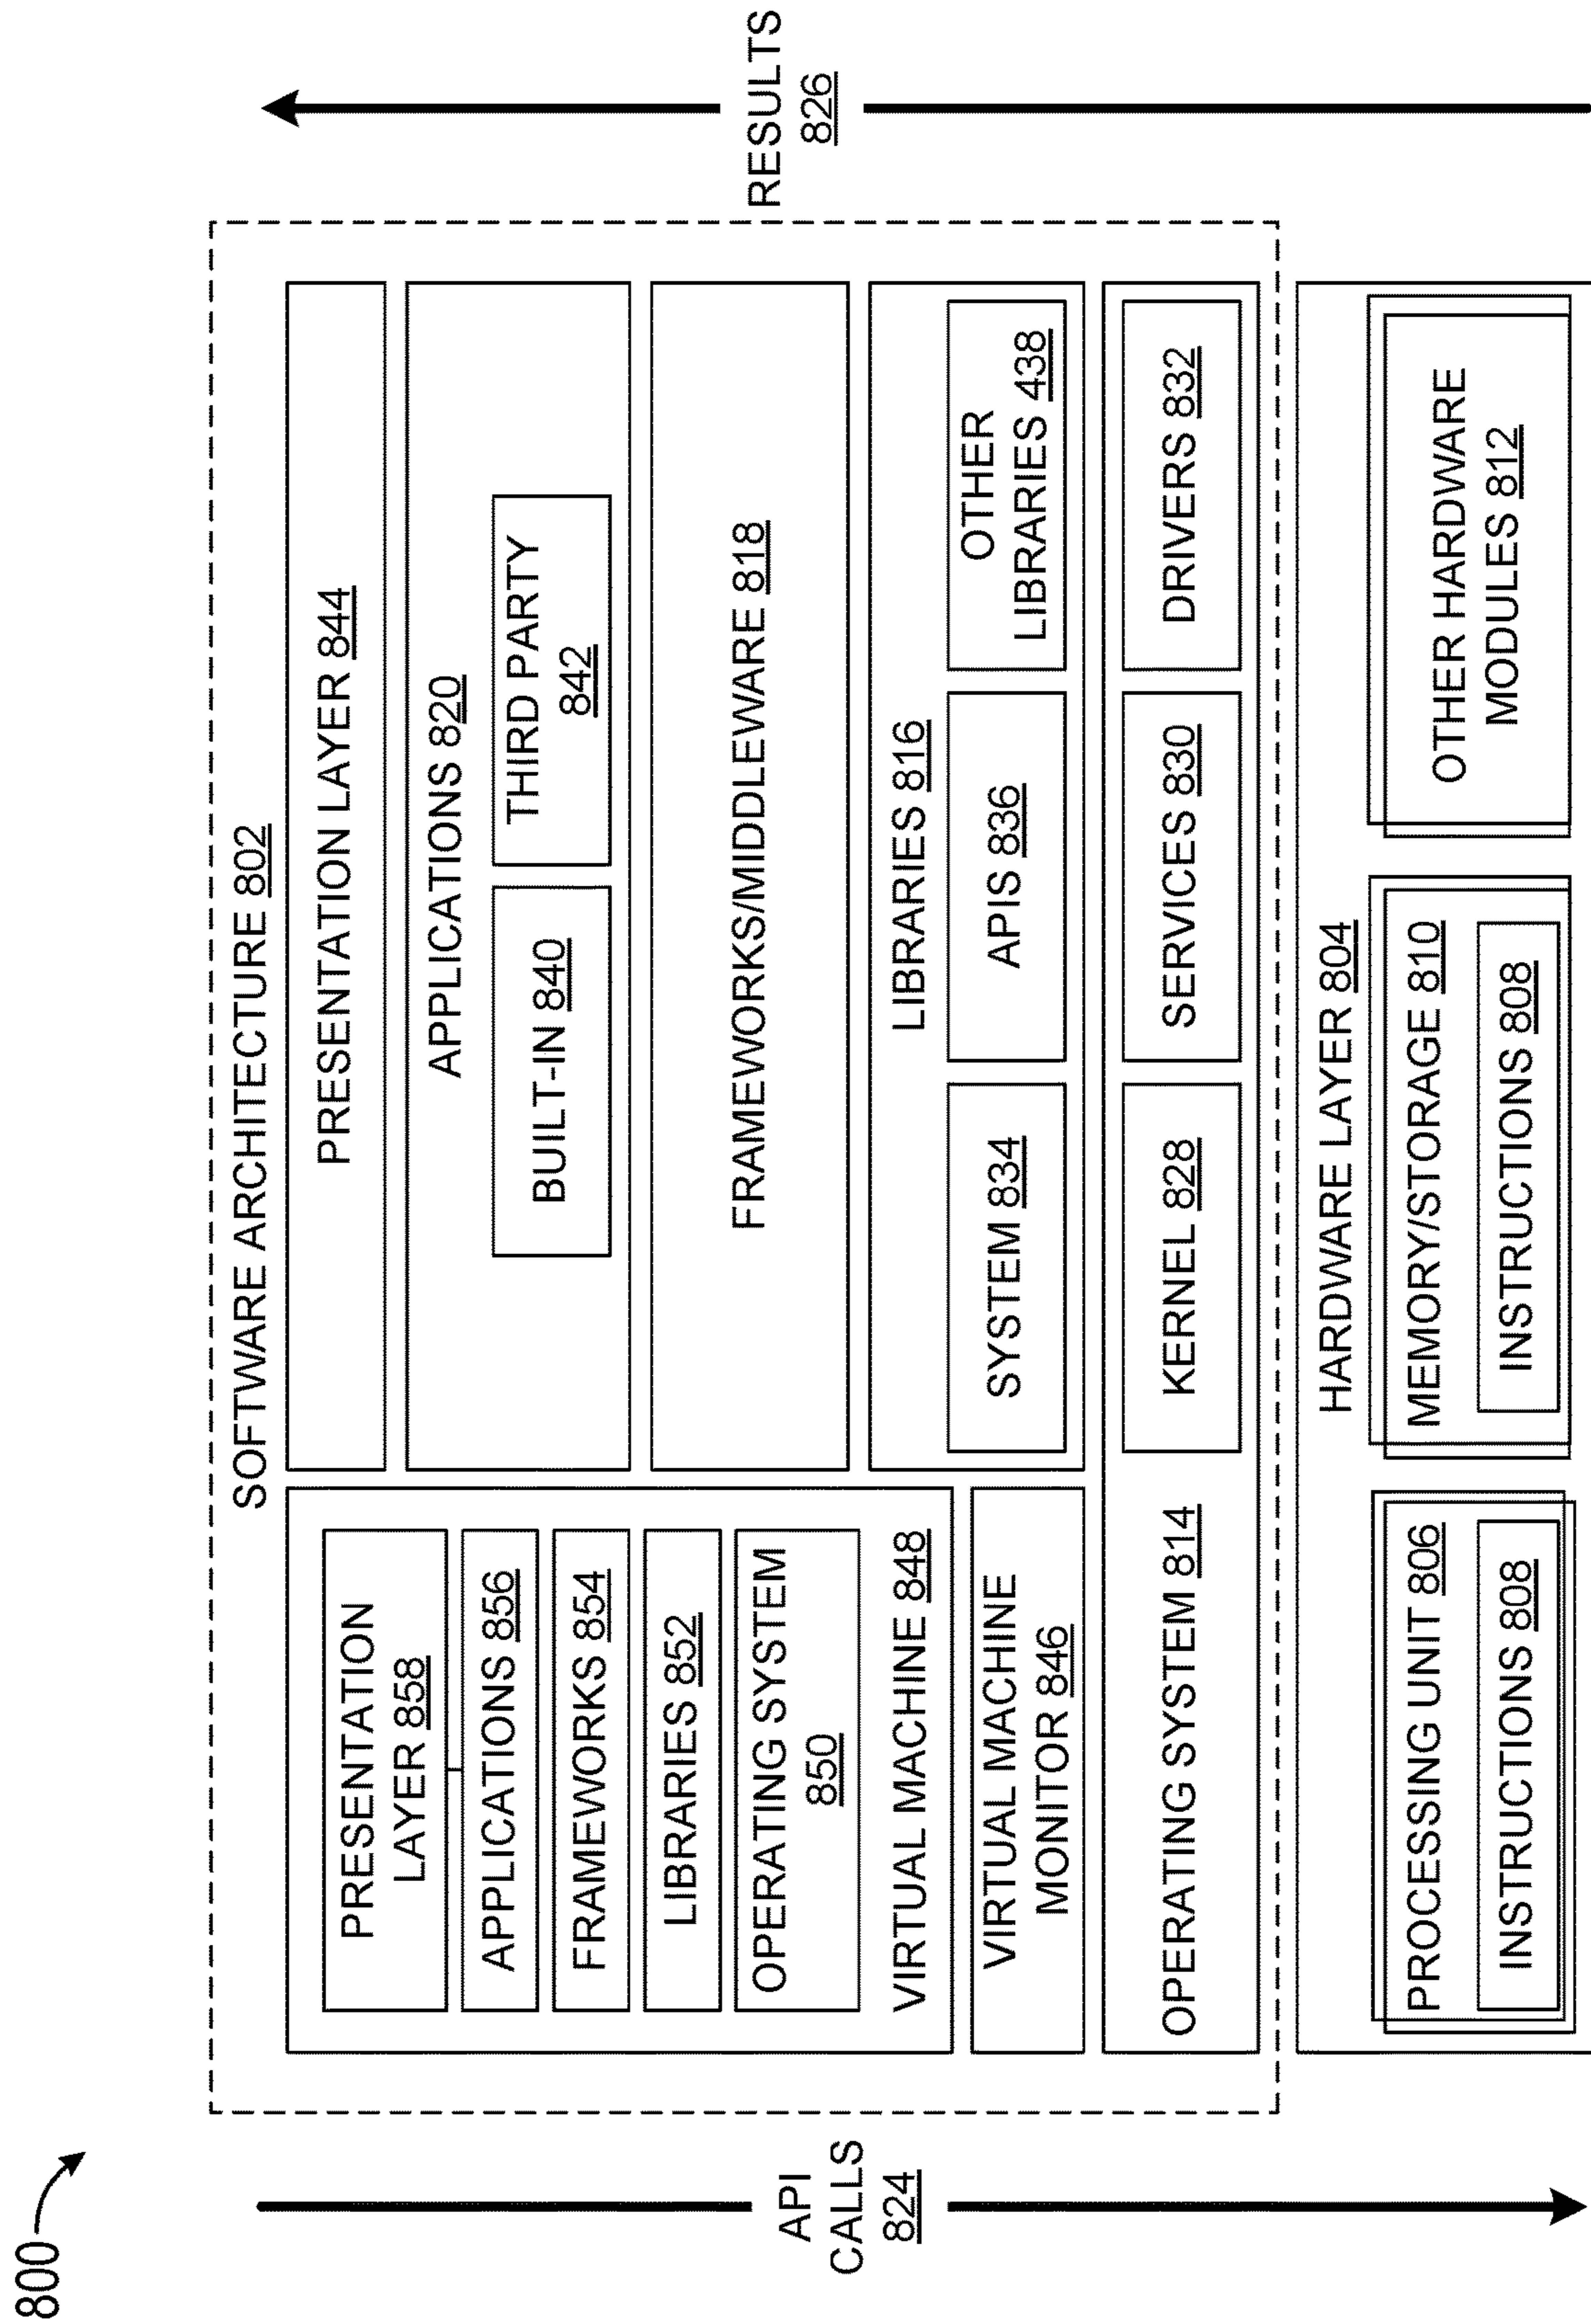 800
SOFTWARE ARCHITECTURE 802
PRESENTATION
LAYER 858
APPLICATIONS 856
FRAMEWORKS 854
LIBRARIES 852
OPERATING SYSTEM
850
VIRTUAL MACHINE 848
VIRTUAL MACHINE
MONITOR 846
PRESENTATION LAYER 844
APPLICATIONS 820
BUILT-IN 840
THIRD PARTY
842
FRAMEWORKS/MIDDLEWARE 818
LIBRARIES 816
SYSTEM 834
APIS 836
OTHER
LIBRARIES 438
OPERATING SYSTEM 814
KERNEL 828
SERVICES 830
DRIVERS 832
HARDWARE LAYER 804
PROCESSING UNIT 806
INSTRUCTIONS 808
MEMORY/STORAGE 810
INSTRUCTIONS 808
OTHER HARDWARE
MODULES 812
API
CALLS
824
RESULTS
826